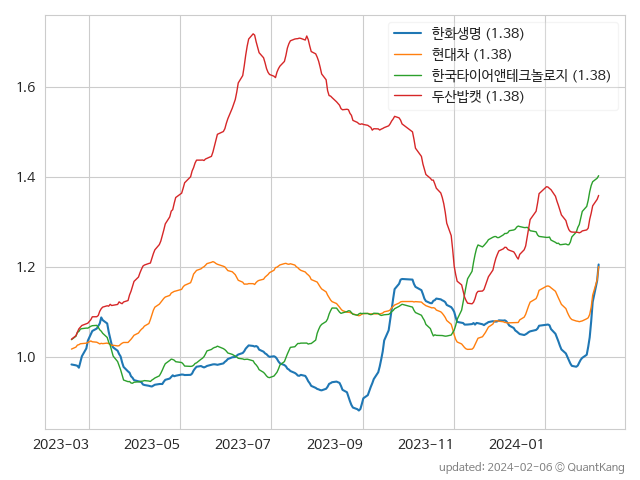 한화생명 (1.38)
현대차 (1.38)
한국타이어앤테크놀로지 (1.38)
두산밥캣 (1.38)
1.6
1.4
1.2
1.0
2023-03 2023-05 2023-07 2023-09 2023-11 2024-01
updated: 2024-02-06 © QuantKang